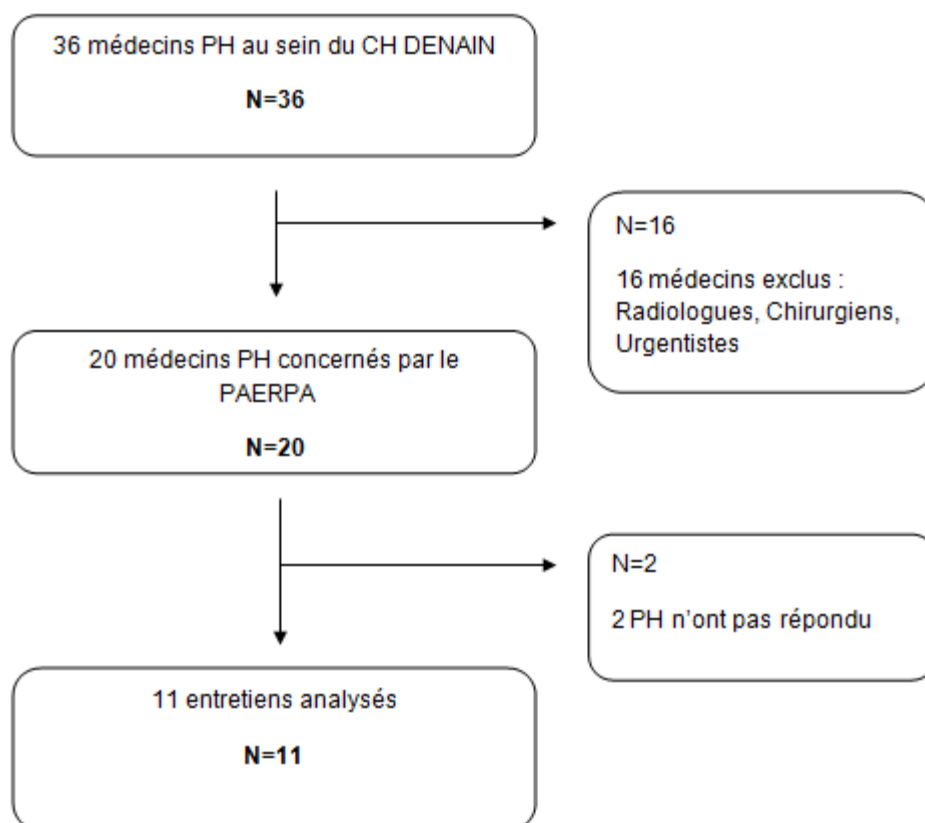 36 médecins PH au sein du CH DENAIN
N=36
N=16
16 médecins exclus :
Radiologues, Chirurgiens,
Urgentistes
20 médecins PH concernés par le
PAERPA
N=20
N=2
2 PH n’ont pas répondu
11 entretiens analysés
N=11